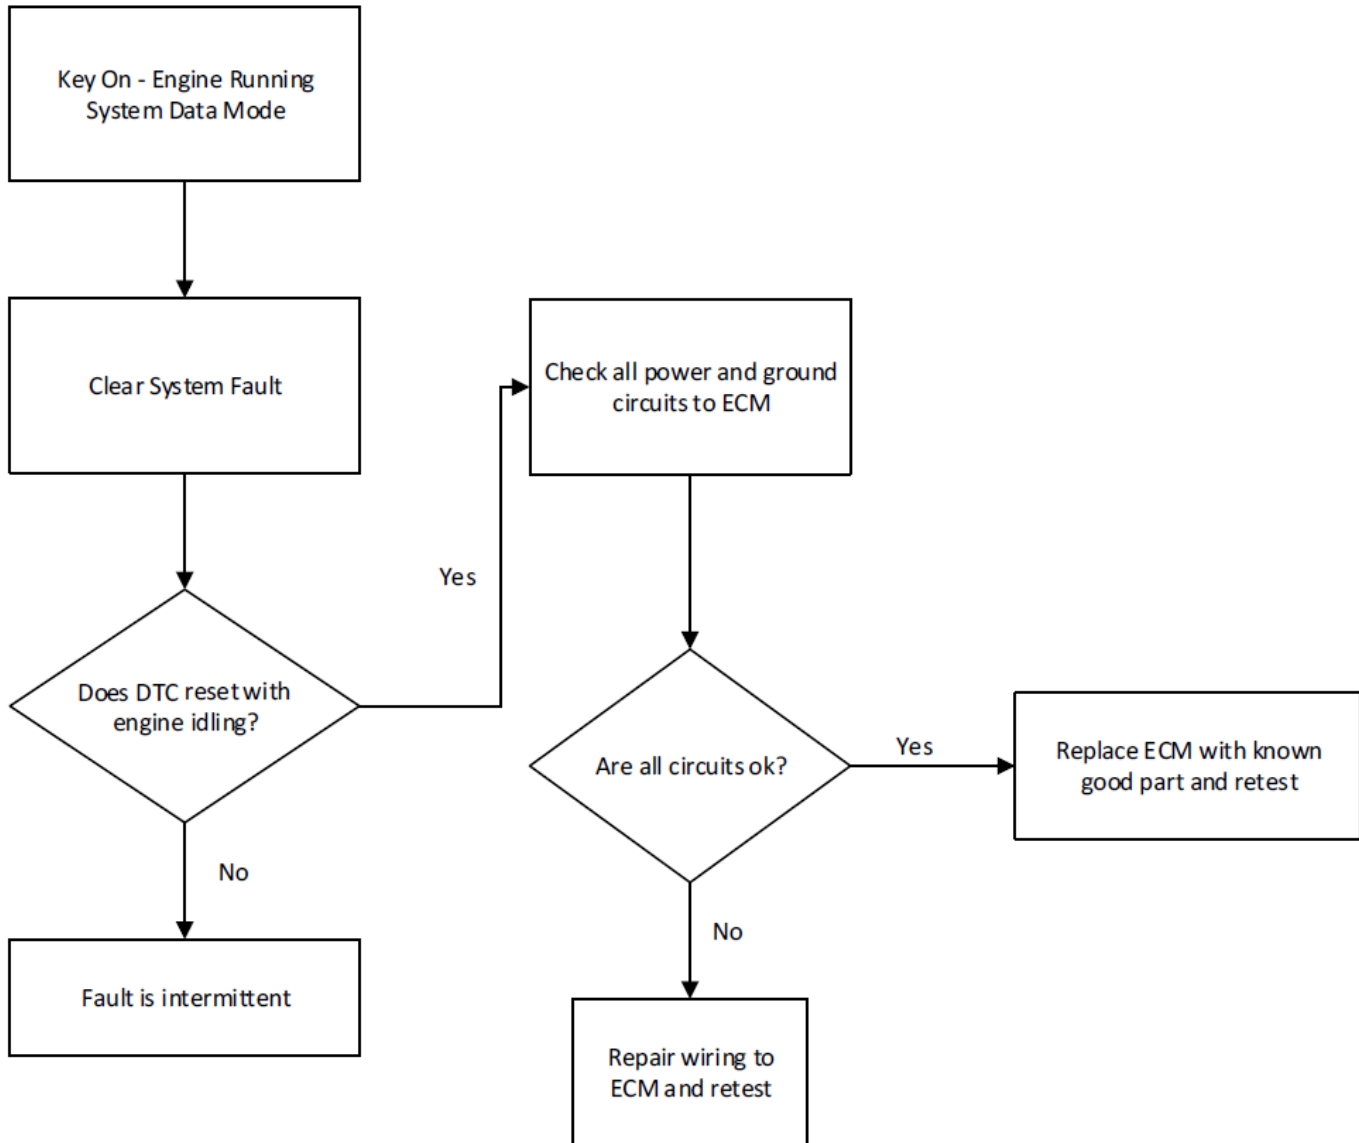 Key On - Engine Running
System Data Mode
Clear System Fault
Does DTC reset with
engine idling?
No
Fault is intermittent
Yes
Check all power and ground
circuits to ECM
Are all circuits ok?
No
Repair wiring to
ECM and retest
Yes
Replace ECM with known
good part and retest